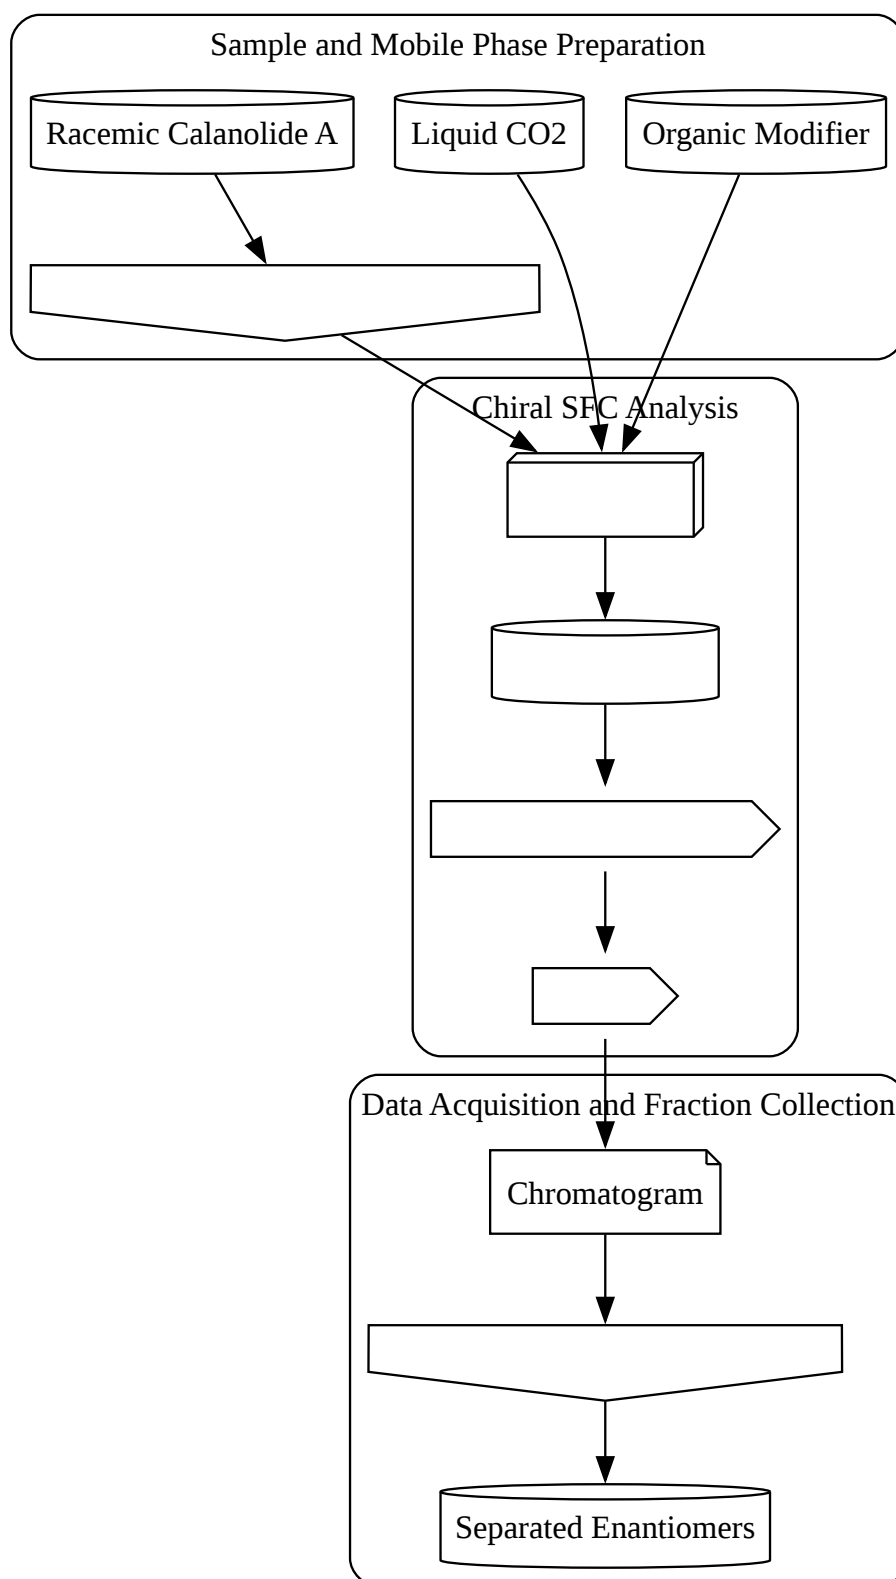 Sample and Mobile Phase Preparation
Racemic Calanolide A
Liquid CO2
Organic Modifier
Chiral SFC Analysis
Data Acquisition and Fraction Collection
Chromatogram
Separated Enantiomers